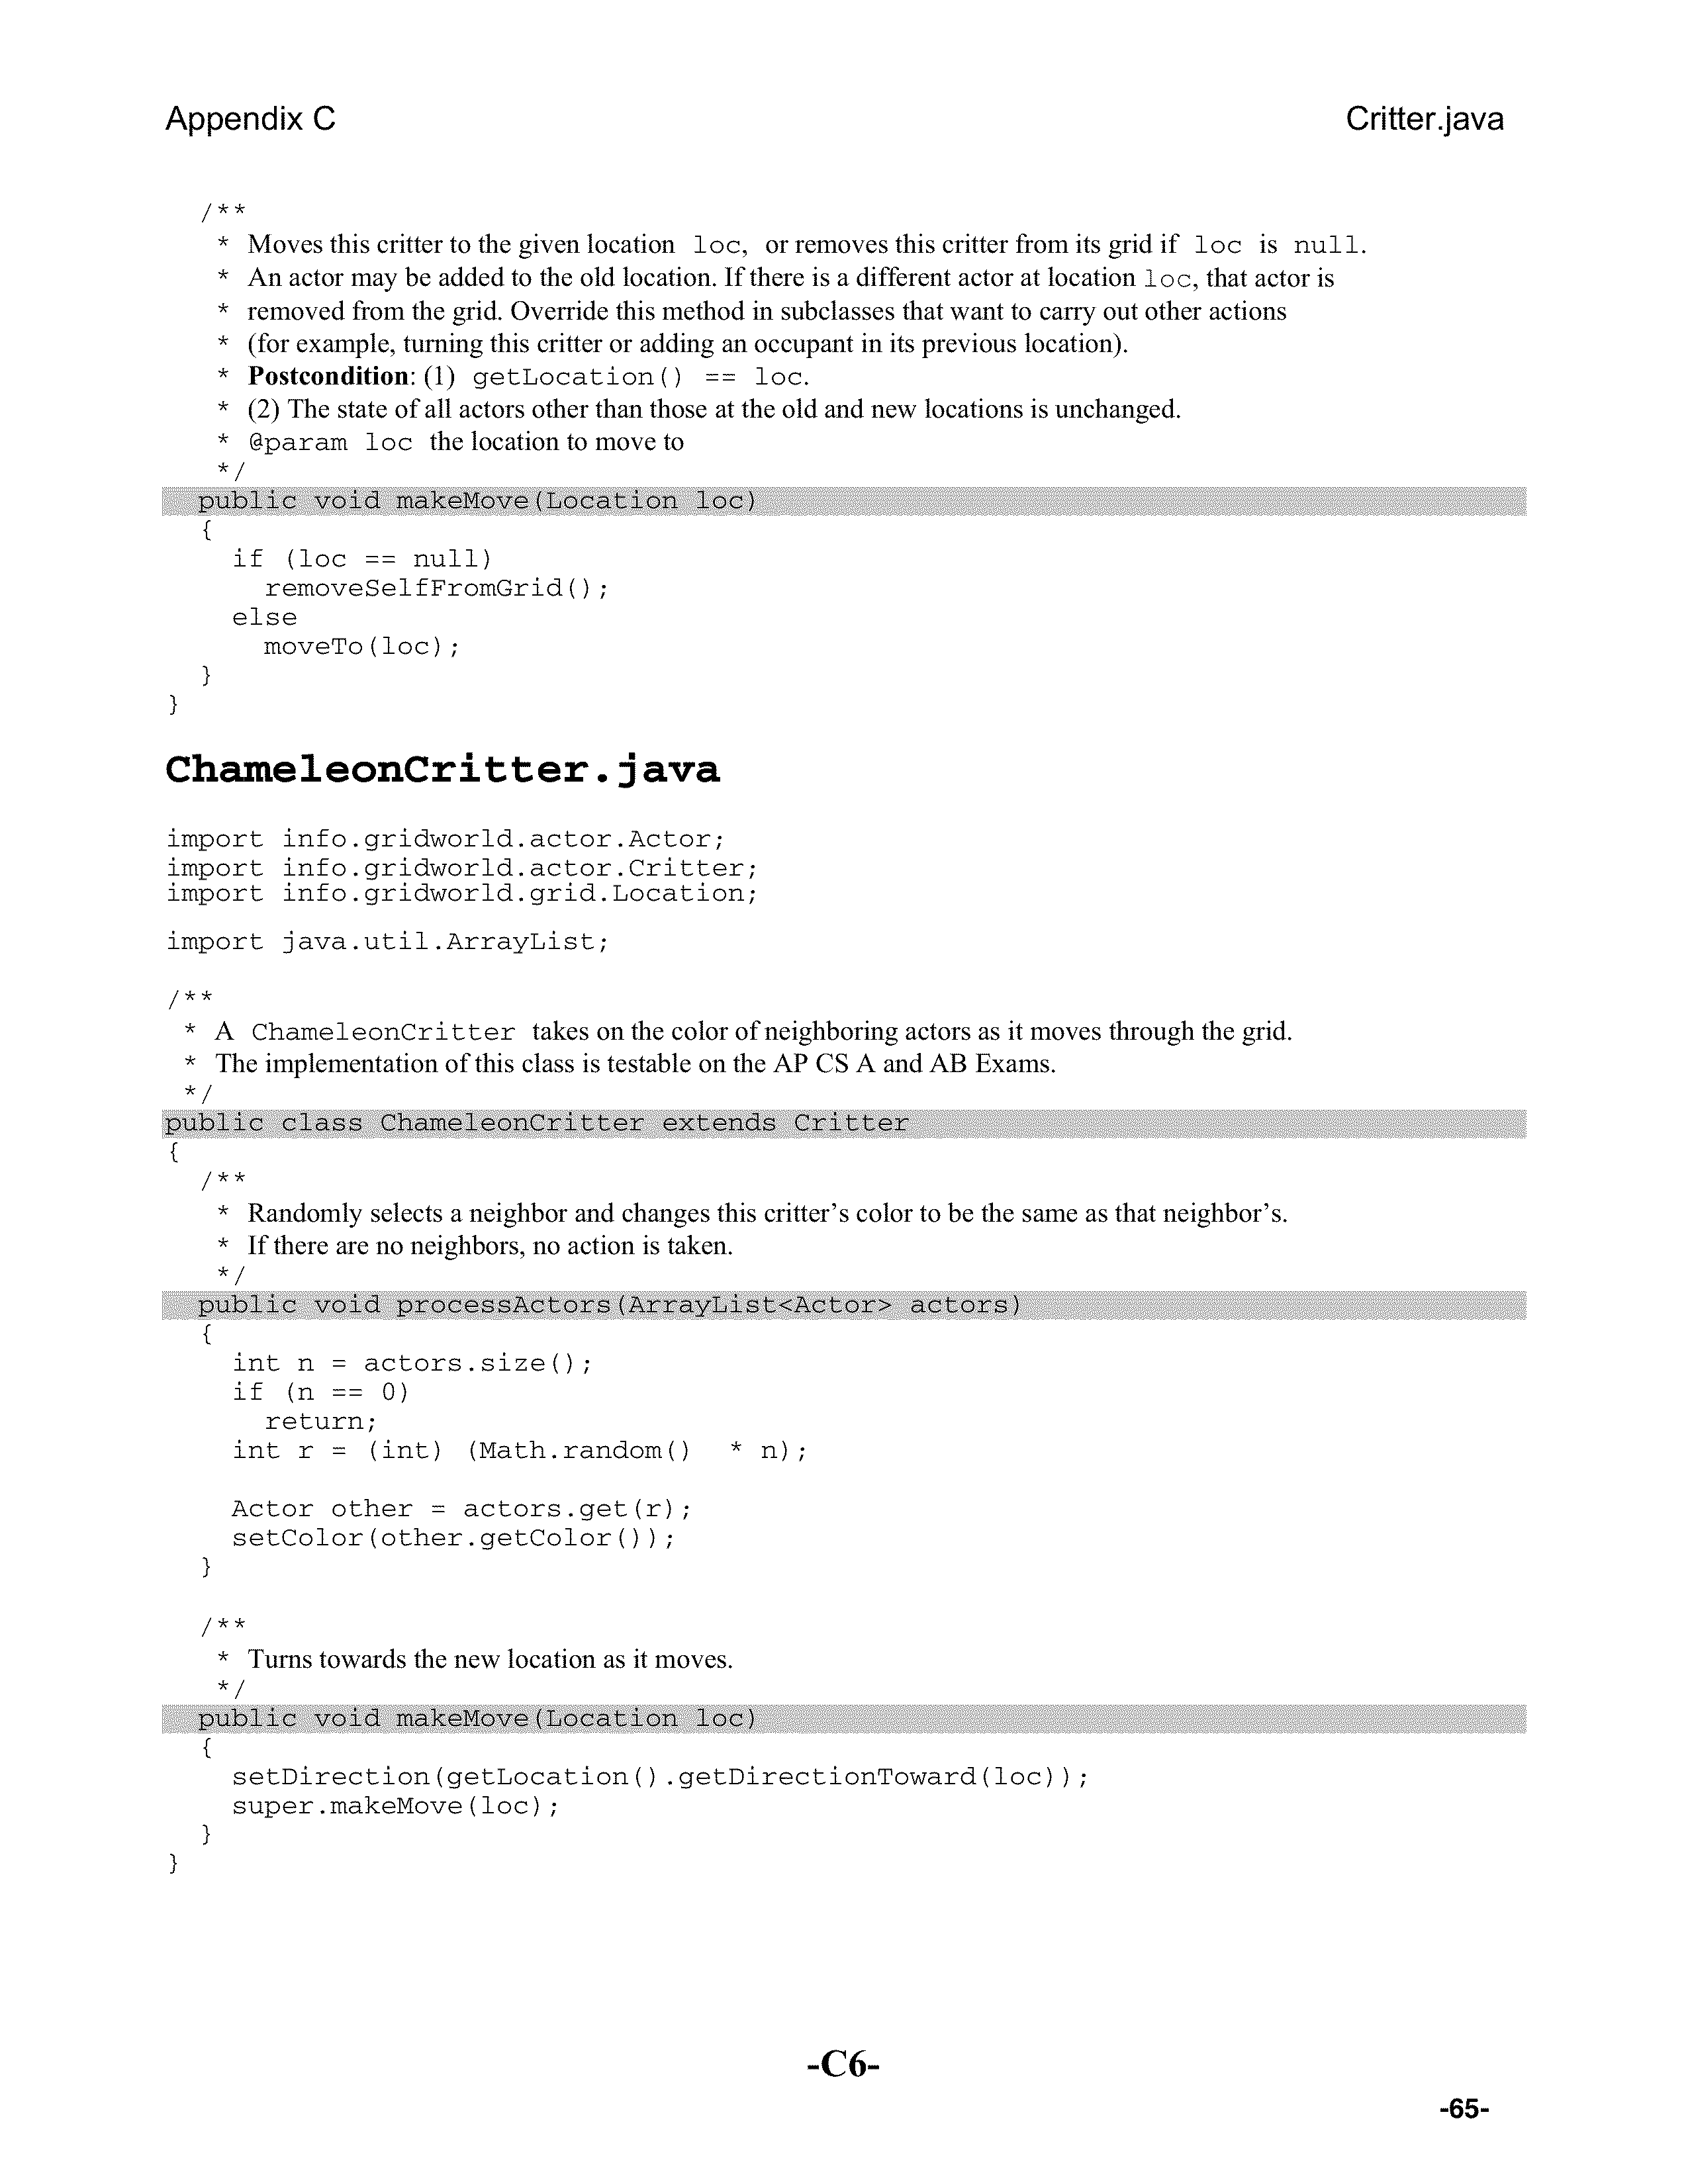 Appendix C Critter.java
/**
* Moves this critter to the given location loc, or removes this critter from its grid if loc is null.
* An actor may be added to the old location. If there is a different actor at location loc, that actor is
* removed from the grid. Override this method in subclasses that want to carry out other actions
* (for example, turning this critter or adding an occupant in its previous location).
* Postcondition: (1) getLocation() == loc.
* (2) The state of all actors other than those at the old and new locations is unchanged.
* @param loc the location to move to
*/
public void makeMove(Location loc)
{
if (loc == null)
removeSelfFromGrid();
else
moveTo(loc);
}
}
ChameleonCritter.java
import info.gridworld.actor.Actor;
import info.gridworld.actor.Critter;
import info.gridworld.grid.Location;
import java.util.ArrayList;
/**
* A ChameleonCritter takes on the color of neighboring actors as it moves through the grid.
* The implementation of this class is testable on the AP CS A and AB Exams.
*/
public class ChameleonCritter extends Critter
{
/**
* Randomly selects a neighbor and changes this critter’s color to be the same as that neighbor’s.
* If there are no neighbors, no action is taken.
*/
public void processActors(ArrayList<Actor> actors)
{
int n = actors.size();
if (n == 0)
return;
int r = (int) (Math.random() * n);
Actor other = actors.get(r);
setColor(other.getColor());
}
/**
* Turns towards the new location as it moves.
*/
public void makeMove(Location loc)
{
setDirection(getLocation().getDirectionToward(loc));
super.makeMove(loc);
}
}
-C6-
-65-